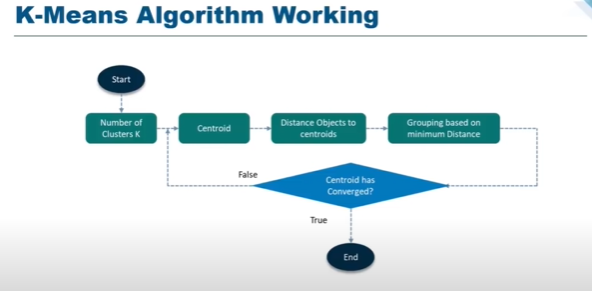 K-Means Algorithm Working
Start
Number of
Clusters K
Centroid
Distance Objects to
centroids
Grouping based on
minimum Distance
False
Centroid has
Converged?
True
End